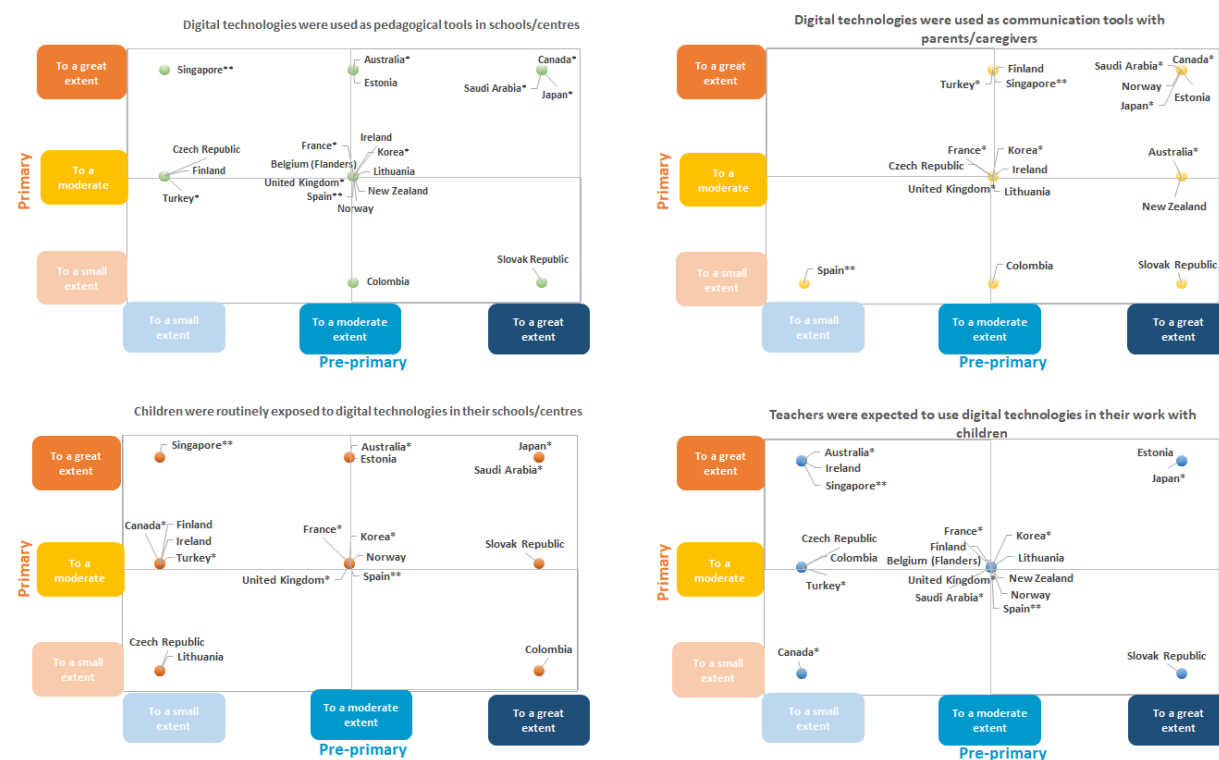 Digital technologies were used as pedagogical tools in schools/centres
To a great
extent
To a
moderate
To a small
extent
Primary
Singapore**
Australia*
Estonia
Canada*
Saudi Arabia*
Japan*
Czech Republic
Finland
Turkey*
Ireland
France*
Korea*
Belgium (Flanders)
Lithuania
United Kingdom*
New Zealand
Spain**
Norway
Slovak Republic
Colombia
To a small
extent
To a moderate
extent
To a great
extent
Pre-primary
Digital technologies were used as communication tools with
parents/caregivers
To a great
extent
To a
moderate
To a small
extent
Primary
Finland
Turkey*
Singapore**
Canada*
Saudi Arabia*
Norway
Estonia
Japan*
France*
Korea*
Czech Republic
Ireland
United Kingdom*
Lithuania
Australia*
New Zealand
Spain**
Colombia
Slovak Republic
To a small
extent
To a moderate
extent
To a great
extent
Pre-primary
Children were routinely exposed to digital technologies in their schools/centres
To a great
extent
To a
moderate
To a small
extent
Primary
Singapore**
Australia*
Estonia
Japan*
Saudi Arabia*
Canada*
Finland
Ireland
Turkey*
France*
Korea*
Norway
United Kingdom*
Spain**
Slovak Republic
Czech Republic
Lithuania
Colombia
To a small
extent
To a moderate
extent
To a great
extent
Pre-primary
Teachers were expected to use digital technologies in their work with
children
To a great
extent
To a
moderate
To a small
extent
Primary
Australia*
Ireland
Singapore**
Estonia
Japan*
Czech Republic
Colombia
Turkey*
France*
Korea*
Finland
Belgium (Flanders)
Lithuania
United Kingdom*
New Zealand
Saudi Arabia*
Norway
Spain**
Canada*
Slovak Republic
To a small
extent
To a moderate
extent
To a great
extent
Pre-primary